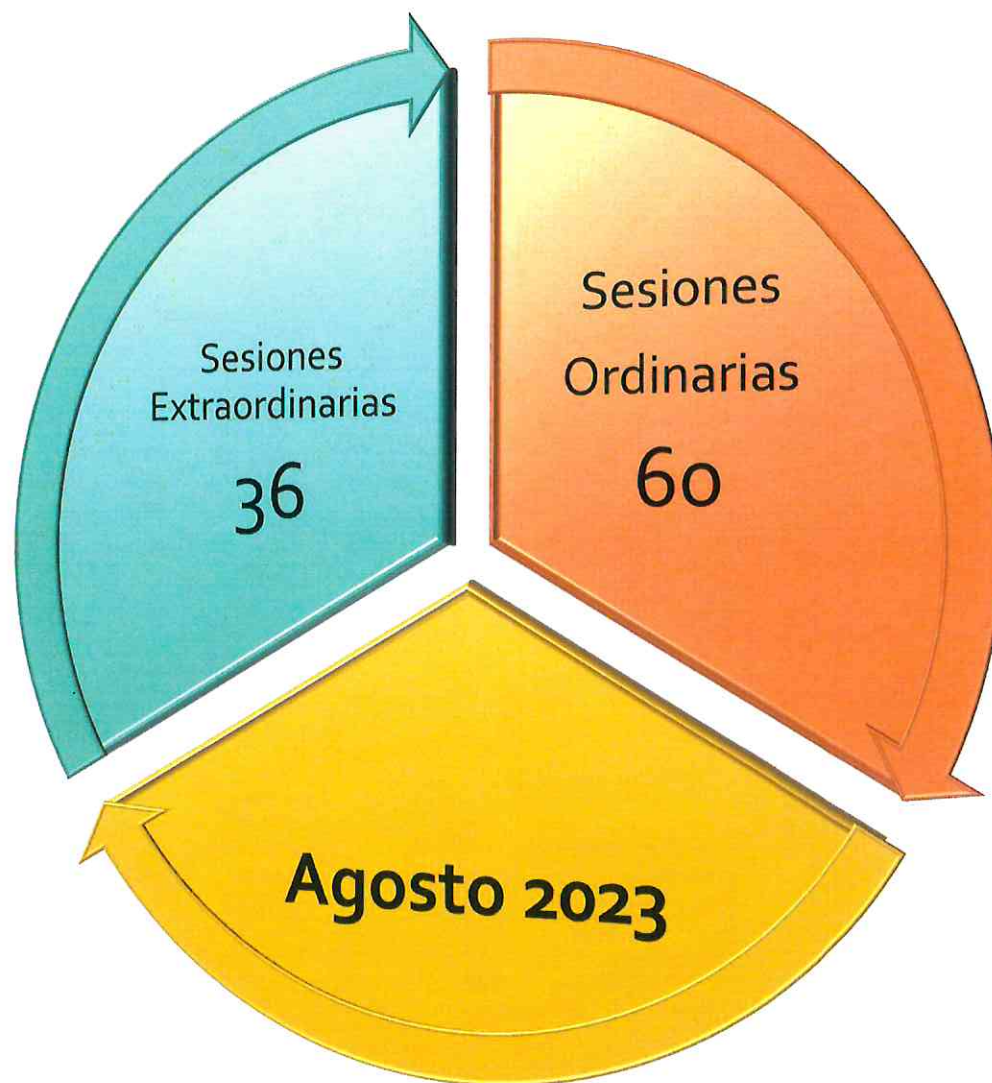 Sesiones
Extraordinarias
36
Sesiones
Ordinarias
60
Agosto 2023